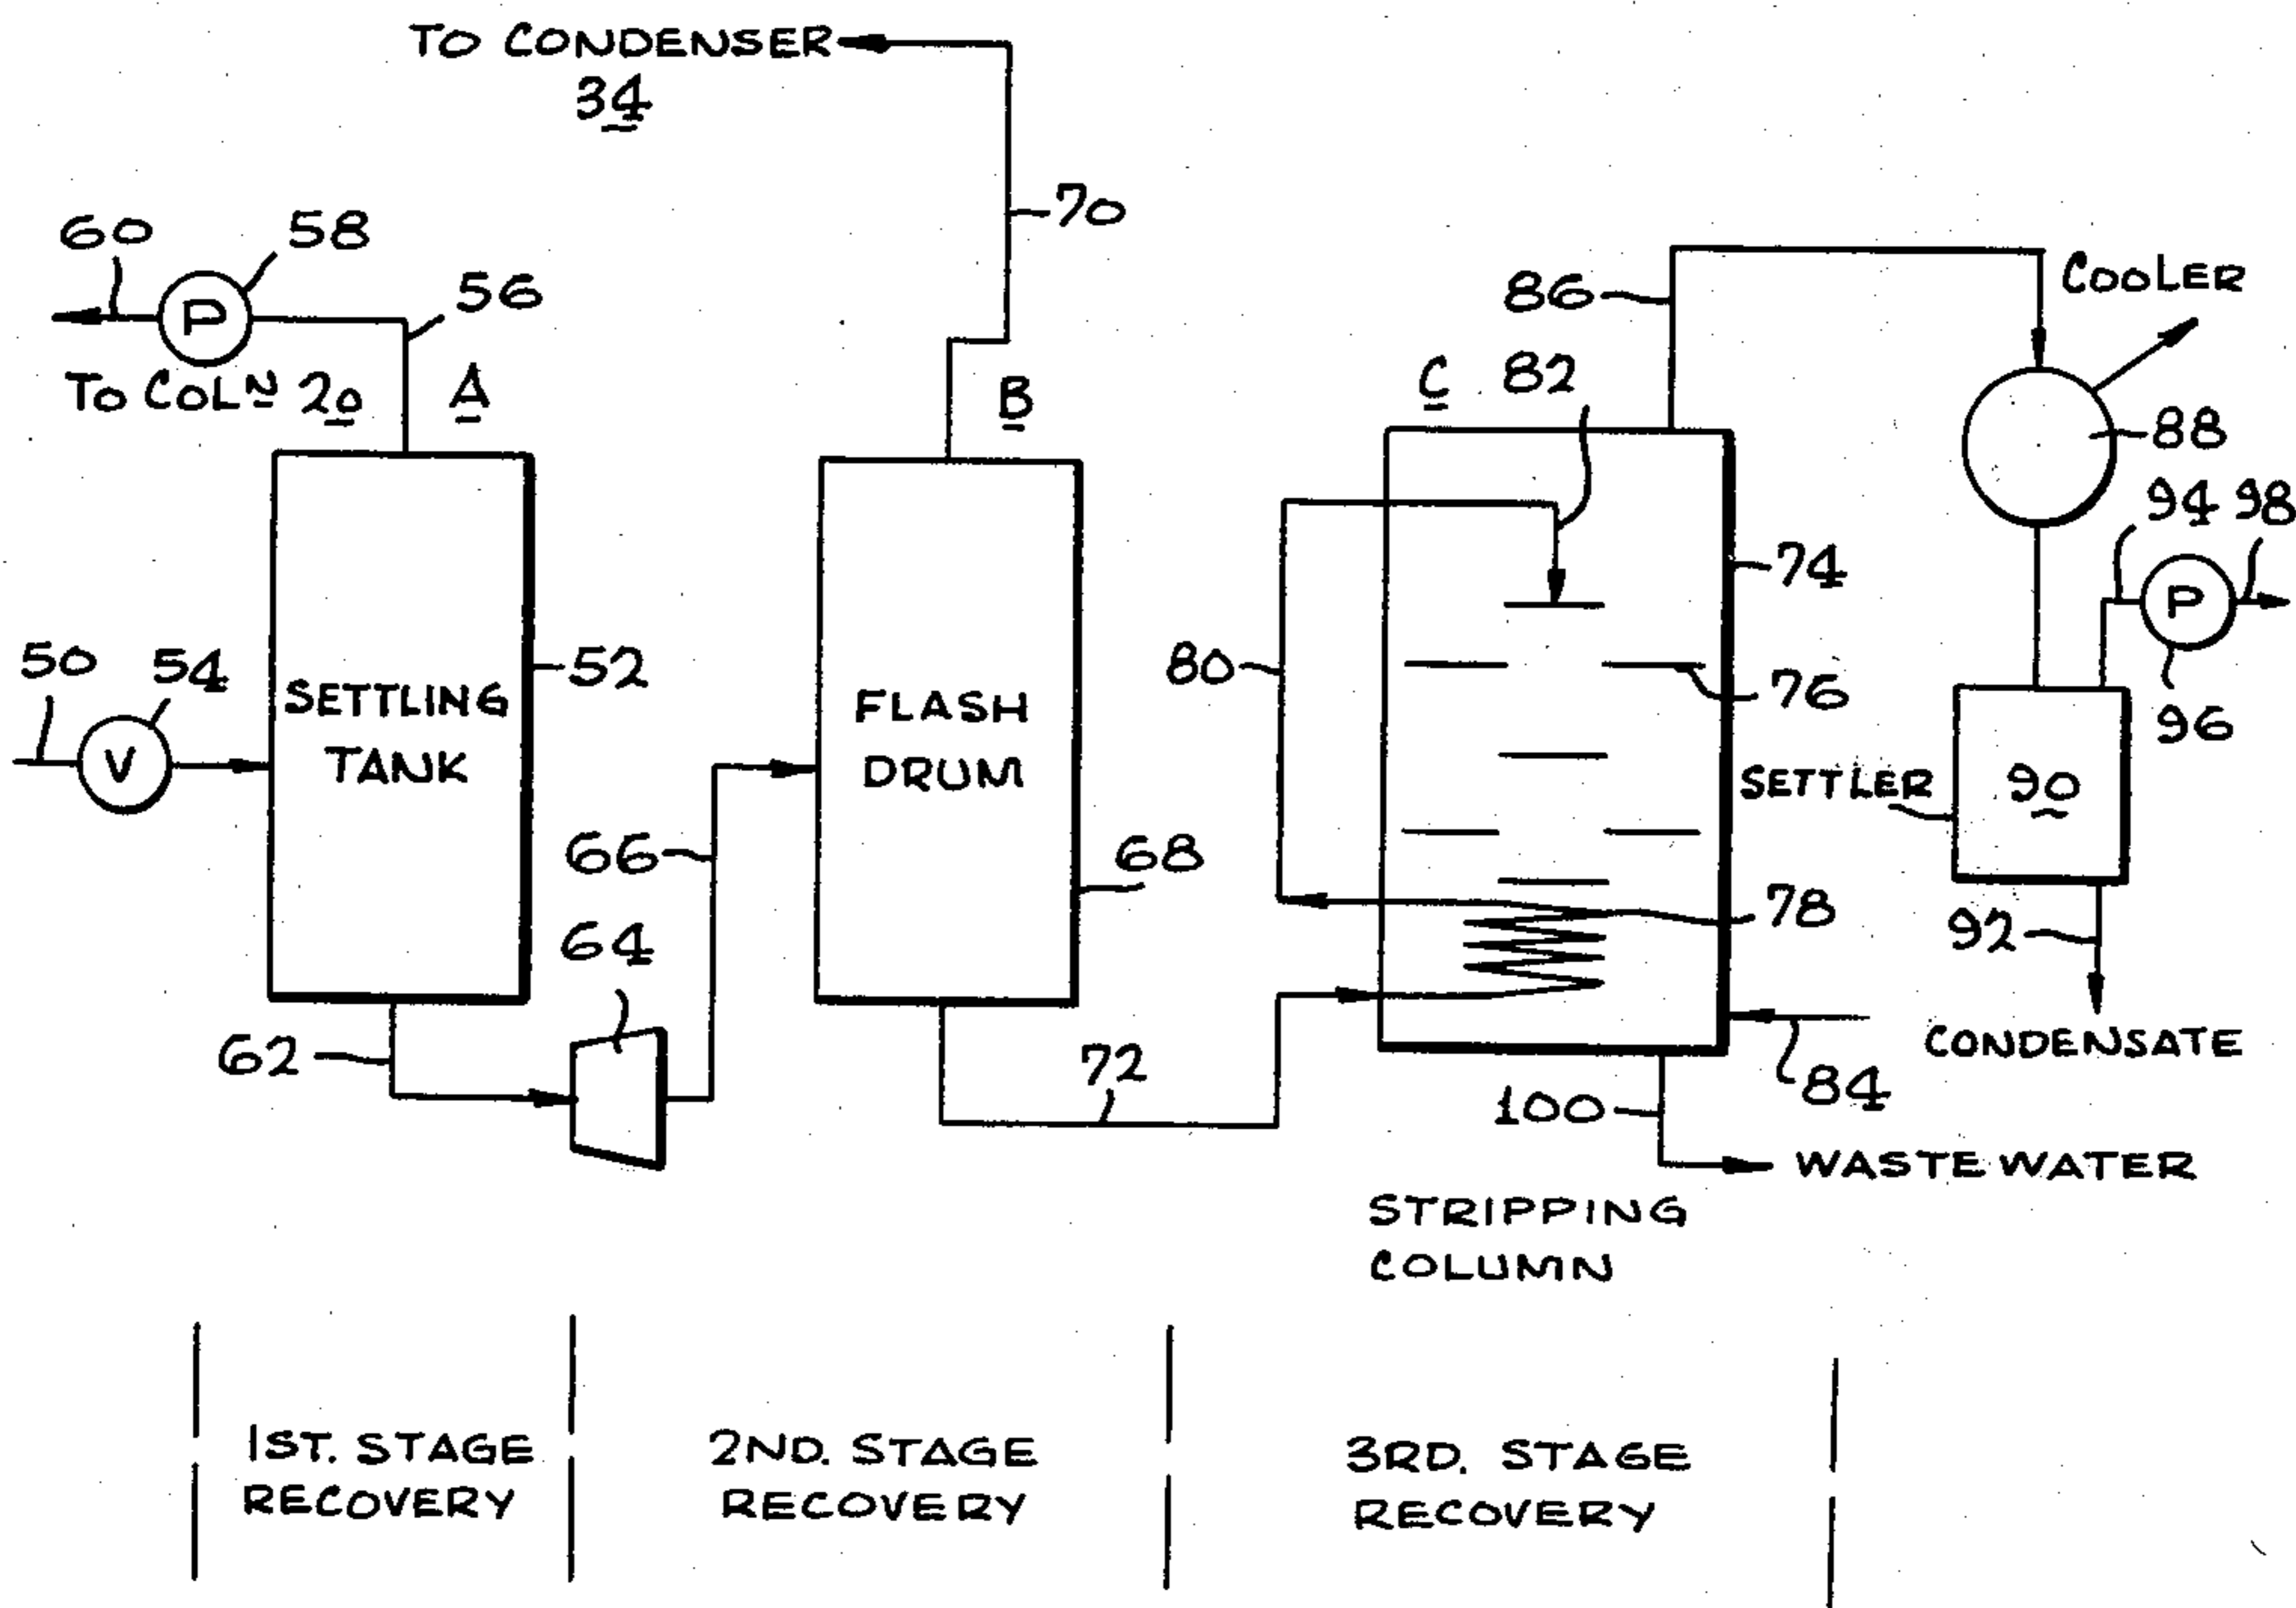 TO CONDENSER
34
70
60
58
56
TO COLN 20
A
B
C
82
86
COOLER
88
94
98
P
P
96
74
76
80
50
54
V
52
SETTLING
TANK
FLASH
DRUM
66
68
64
62
72
78
SETTLER
90
92
CONDENSATE
84
100
WASTE WATER
STRIPPING
COLUMN
1ST. STAGE
RECOVERY
2ND. STAGE
RECOVERY
3RD. STAGE
RECOVERY